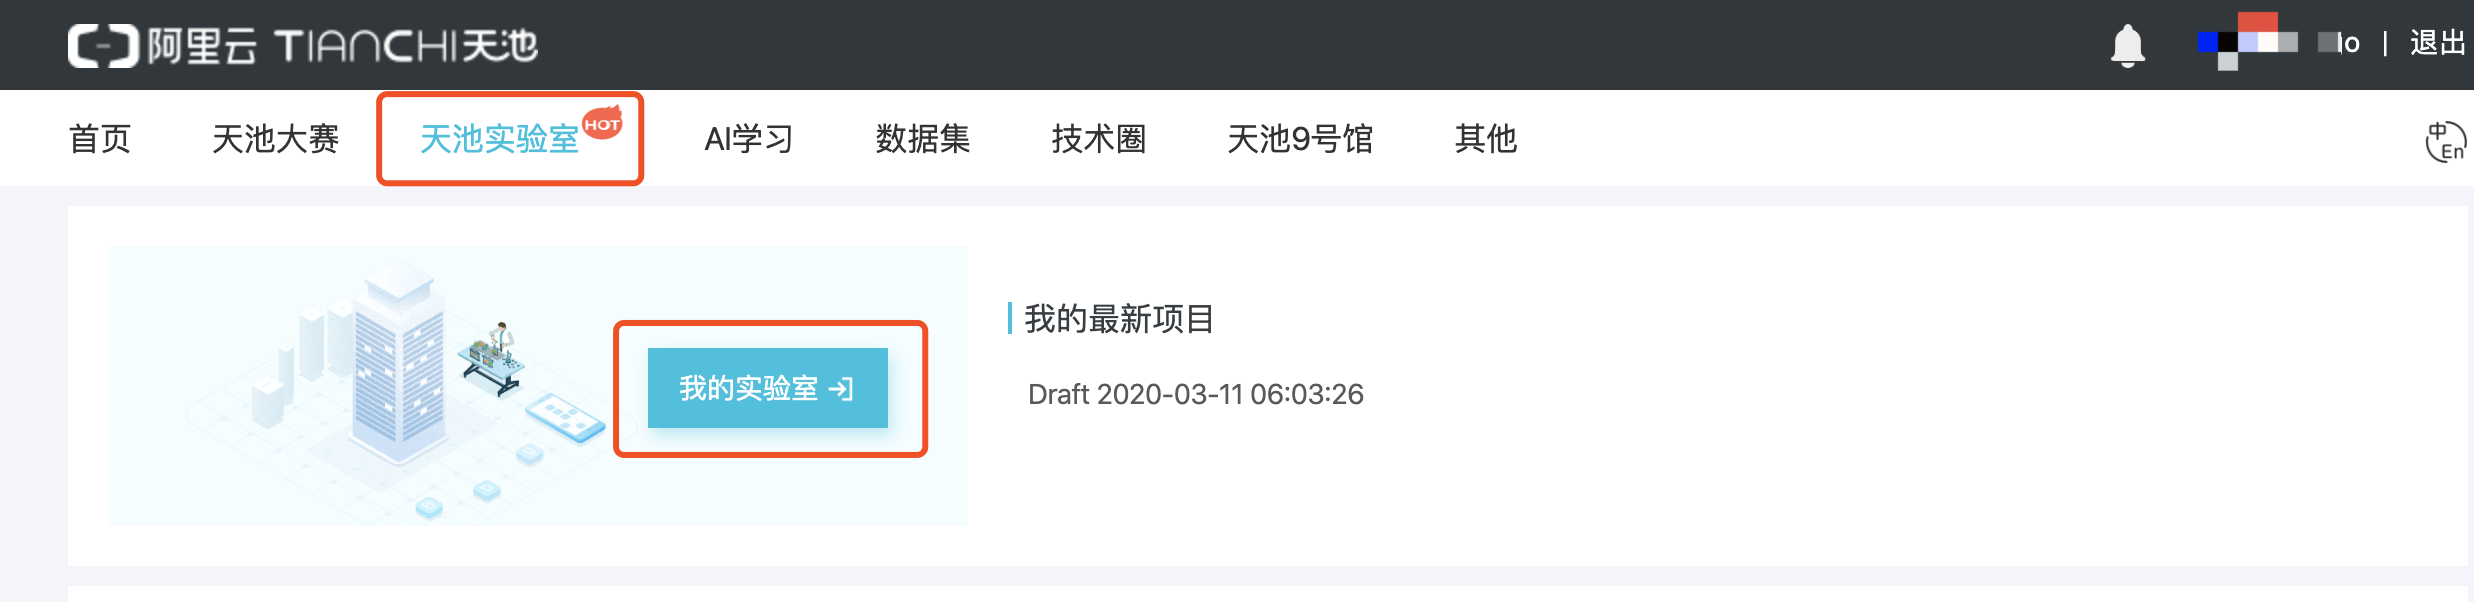 阿里云 TIANCHI天池
lo | 退出
首页 天池大赛 天池实验室 HOT AI学习 数据集 技术圈 天池9号馆 其他 中 En
我的实验室
我的最新项目
Draft 2020-03-11 06:03:26